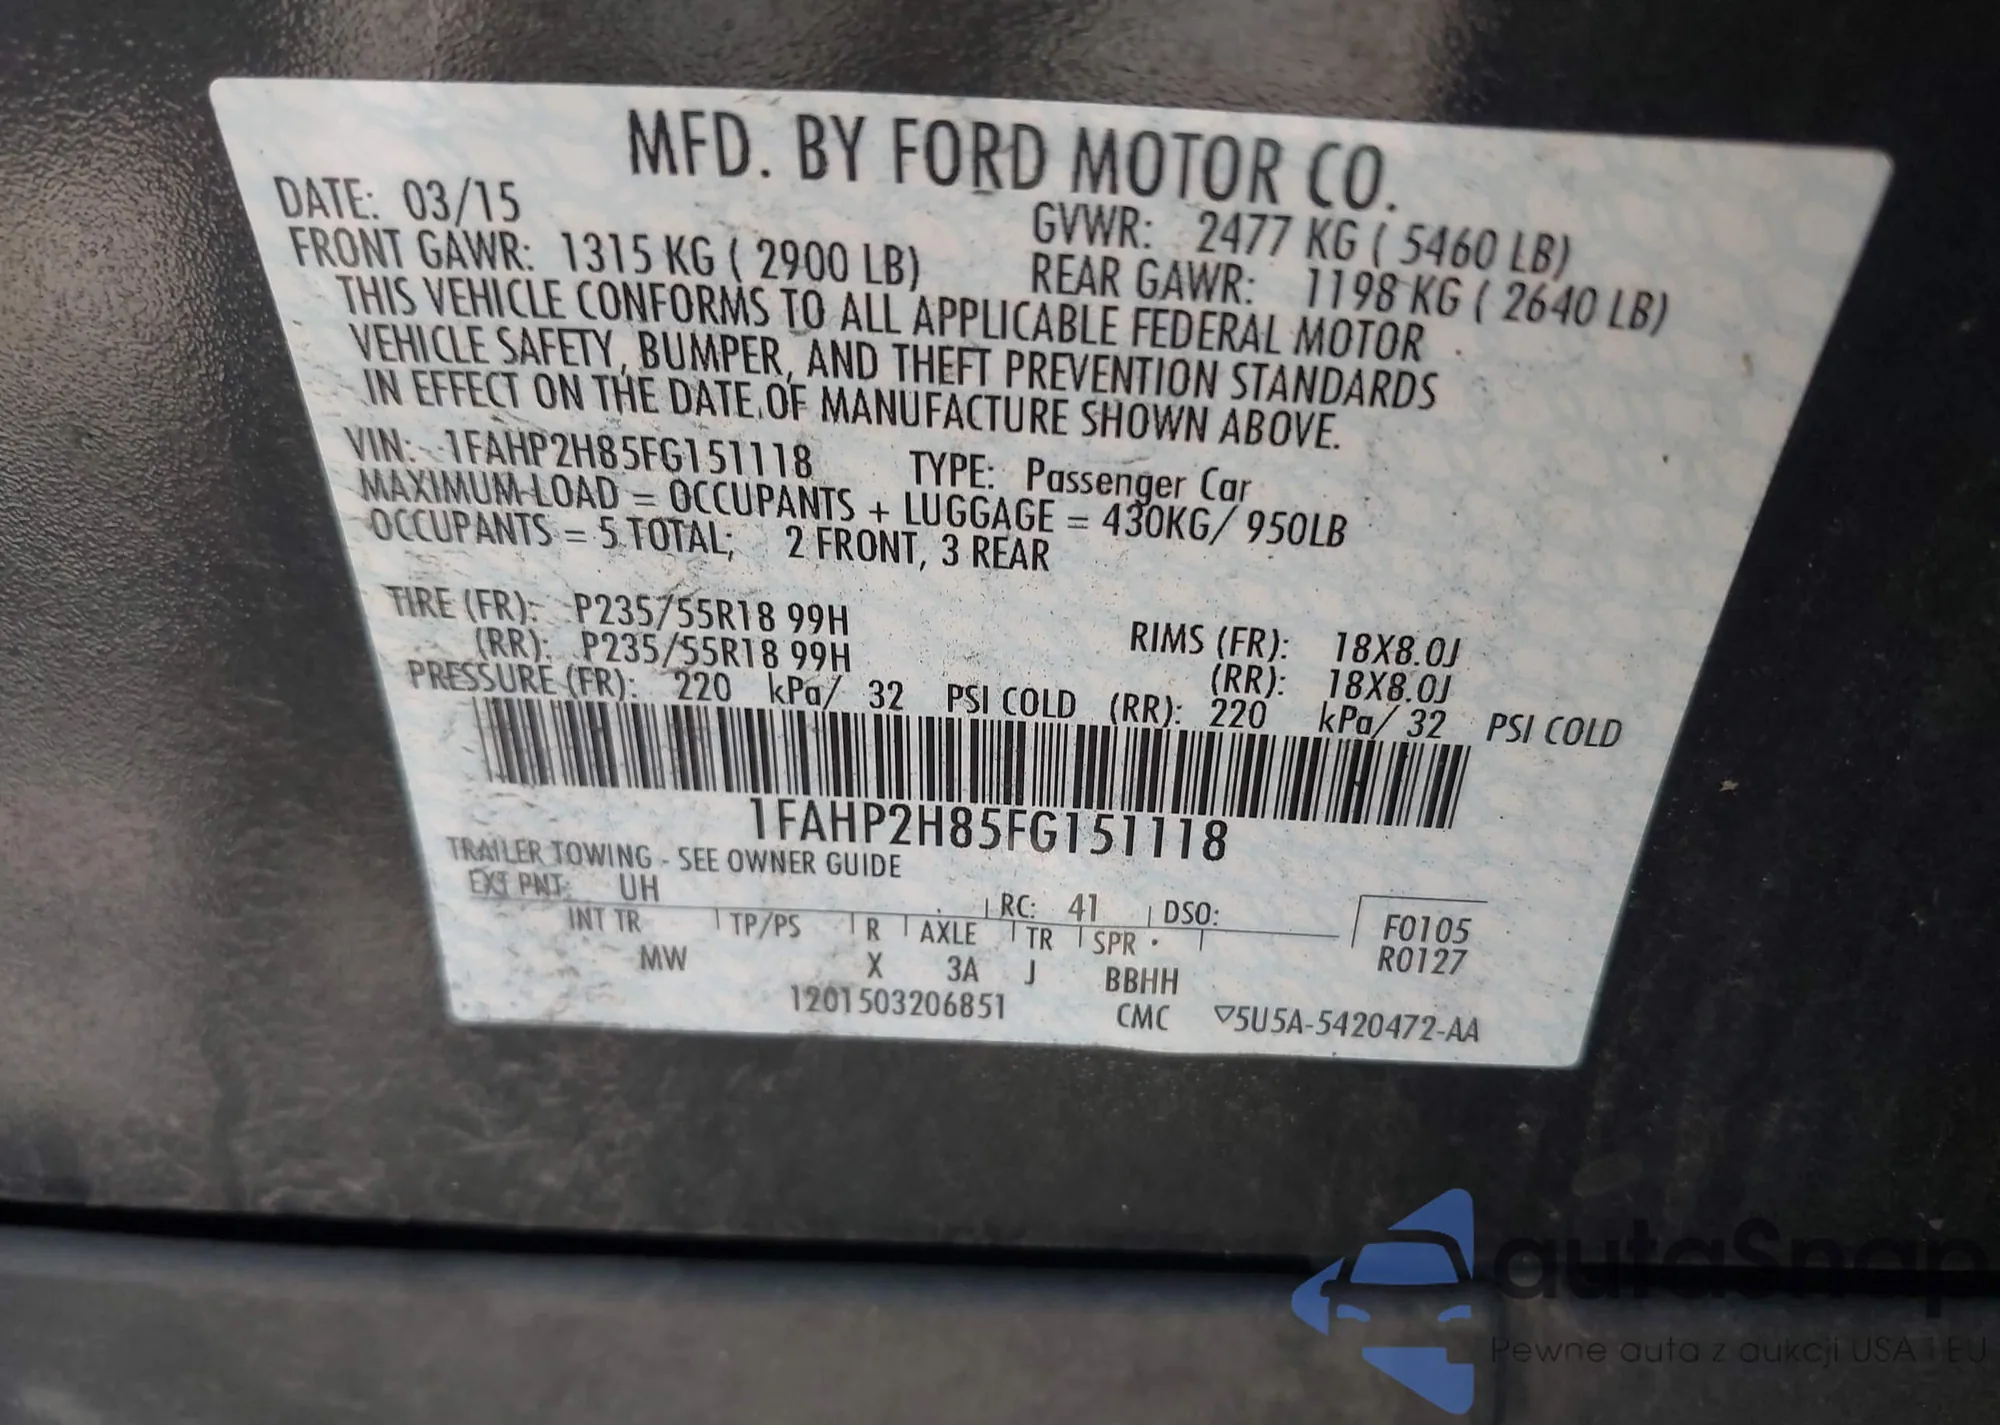 MFD. BY FORD MOTOR CO.
DATE: 03/15 GVWR: 2477 KG ( 5460 LB)
FRONT GAWR: 1315 KG ( 2900 LB) REAR GAWR: 1198 KG ( 2640 LB)
THIS VEHICLE CONFORMS TO ALL APPLICABLE FEDERAL MOTOR
VEHICLE SAFETY, BUMPER, AND THEFT PREVENTION STANDARDS
IN EFFECT ON THE DATE OF MANUFACTURE SHOWN ABOVE.
VIN: 1FAHP2H85FG151118 TYPE: Passenger Car
MAXIMUM LOAD = OCCUPANTS + LUGGAGE = 430KG/ 950LB
OCCUPANTS = 5 TOTAL; 2 FRONT, 3 REAR
TIRE (FR): P235/55R18 99H RIMS (FR): 18X8.0J
(RR): P235/55R18 99H (RR): 18X8.0J
PRESSURE (FR): 220 kPa/ 32 PSI COLD (RR): 220 kPa/ 32 PSI COLD
1FAHP2H85FG151118
TRAILER TOWING - SEE OWNER GUIDE
EXT PNT: UH RC: 41 DSO: F0105
INT TR TP/PS R AXLE TR SPR R0127
MW X 3A J BBHH
1201503206851 CMC ▽5U5A-5420472-AA
autaSnap
Pewne auta z aukcji USA i EU